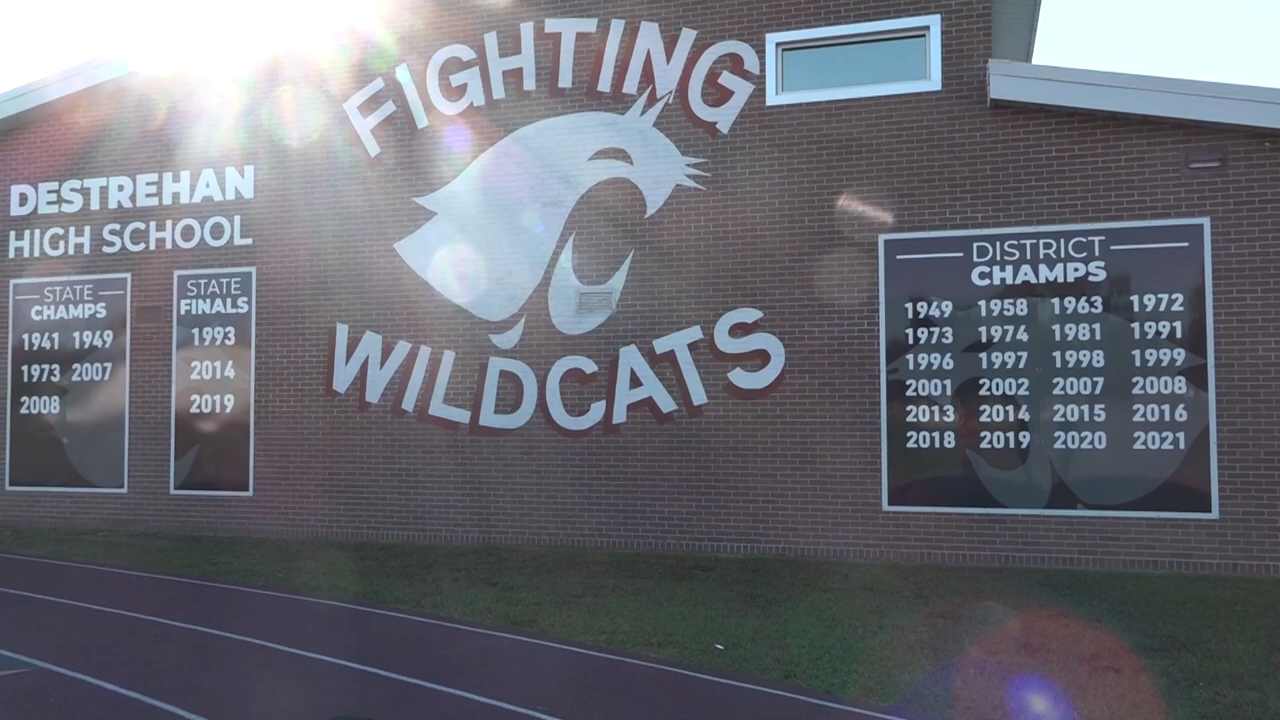 FIGHTING
WILDCATS
DESTREHAN
HIGH SCHOOL
STATE
CHAMPS
1941 1949
1973 2007
2008
STATE
FINALS
1993
2014
2019
DISTRICT
CHAMPS
1949 1958 1963 1972
1973 1974 1981 1991
1996 1997 1998 1999
2001 2002 2007 2008
2013 2014 2015 2016
2018 2019 2020 2021